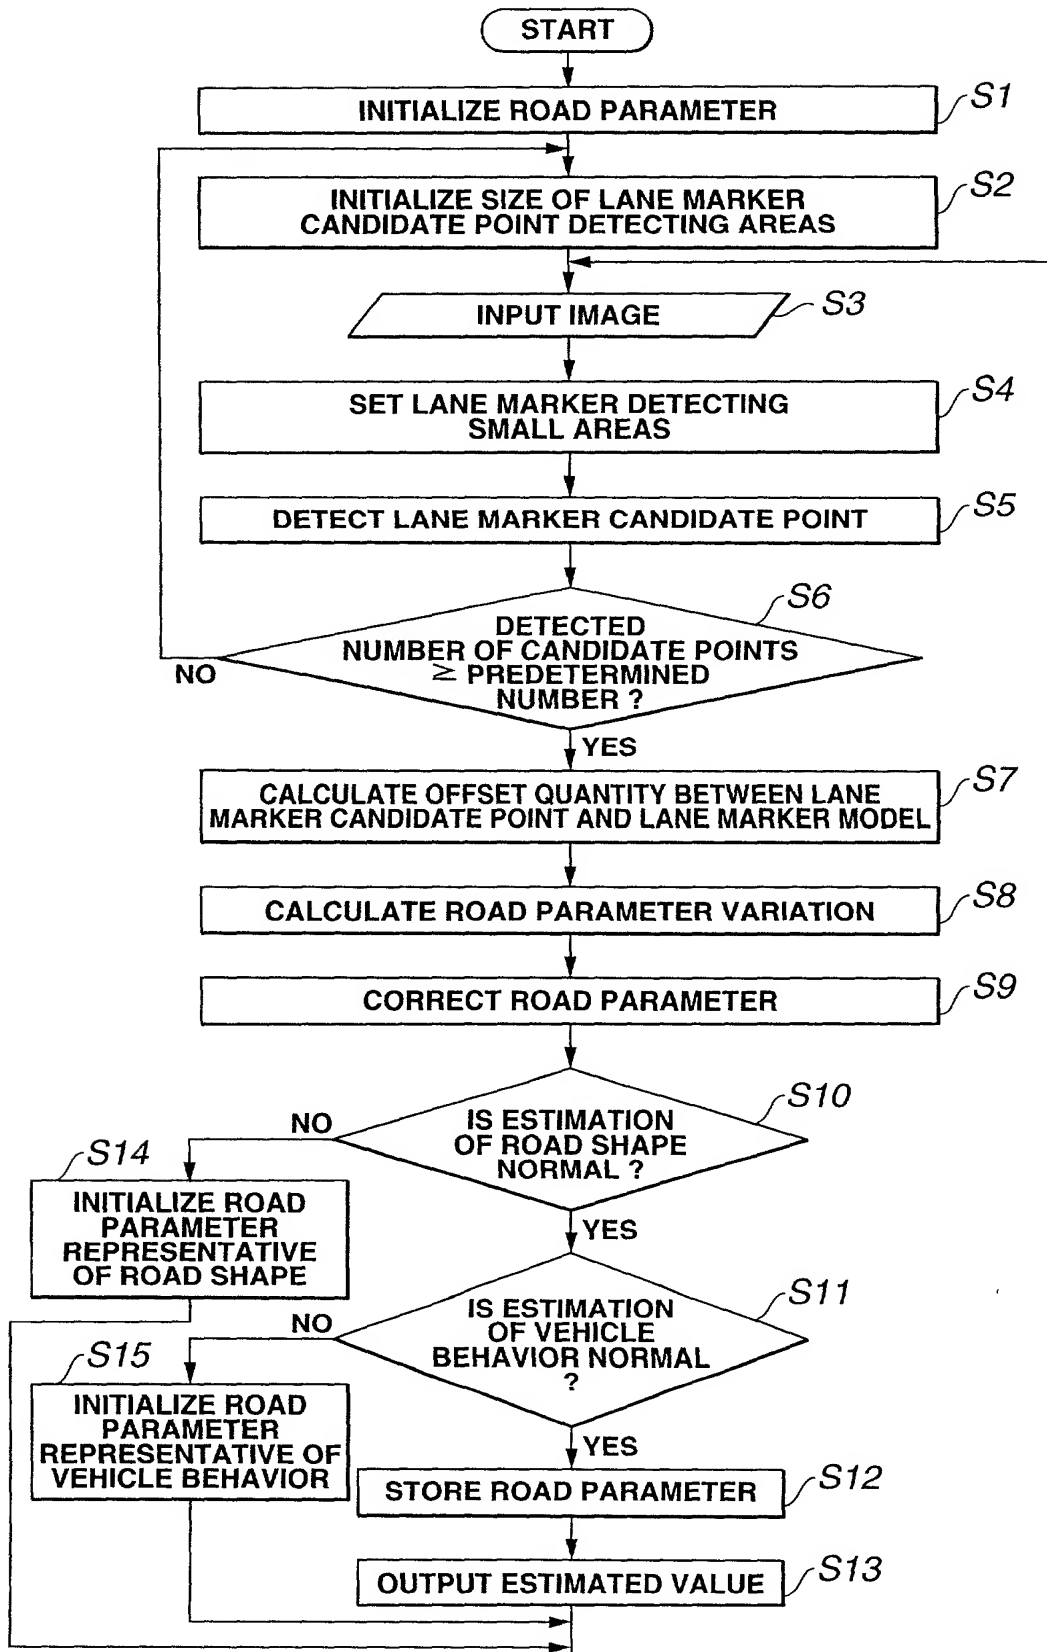 START
S1
INITIALIZE ROAD PARAMETER
S2
INITIALIZE SIZE OF LANE MARKER
CANDIDATE POINT DETECTING AREAS
S3
INPUT IMAGE
S4
SET LANE MARKER DETECTING
SMALL AREAS
S5
DETECT LANE MARKER CANDIDATE POINT
S6
DETECTED
NUMBER OF CANDIDATE POINTS
≥ PREDETERMINED
NUMBER ?
NO
YES
S7
CALCULATE OFFSET QUANTITY BETWEEN LANE
MARKER CANDIDATE POINT AND LANE MARKER MODEL
S8
CALCULATE ROAD PARAMETER VARIATION
S9
CORRECT ROAD PARAMETER
S10
IS ESTIMATION
OF ROAD SHAPE
NORMAL ?
NO
YES
S14
INITIALIZE ROAD
PARAMETER
REPRESENTATIVE
OF ROAD SHAPE
S11
IS ESTIMATION
OF VEHICLE
BEHAVIOR NORMAL
?
NO
YES
S15
INITIALIZE ROAD
PARAMETER
REPRESENTATIVE OF
VEHICLE BEHAVIOR
S12
STORE ROAD PARAMETER
S13
OUTPUT ESTIMATED VALUE